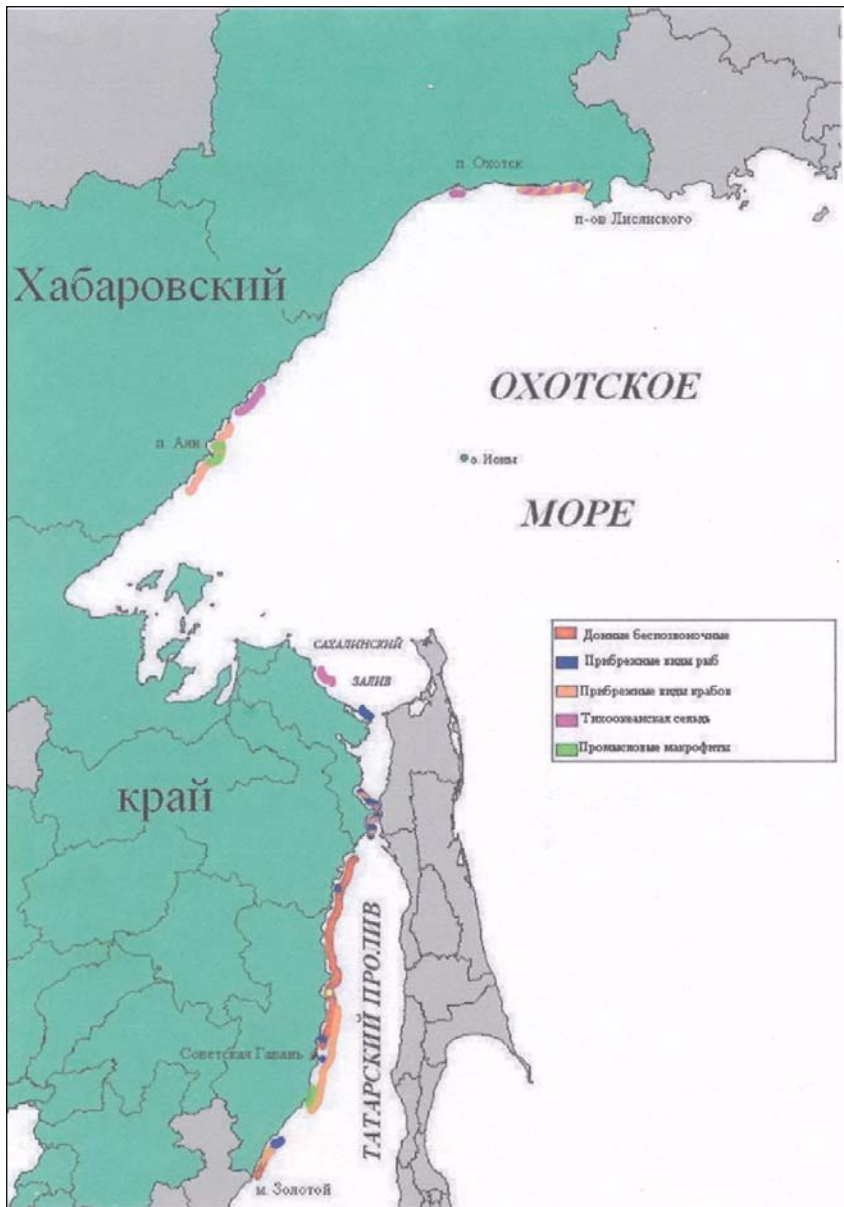 п. Охотск
п-ов Лисянского
Хабаровский
ОХОТСКОЕ
п. Аян
о. Ионы
МОРЕ
Донные беспозвоночные
Прибрежные виды рыб
Прибрежные виды крабов
Тихоокеанская сельдь
Промысловые макрофиты
САХАЛИНСКИЙ
ЗАЛИВ
край
ТАТАРСКИЙ ПРОЛИВ
Советская Гавань
м. Золотой